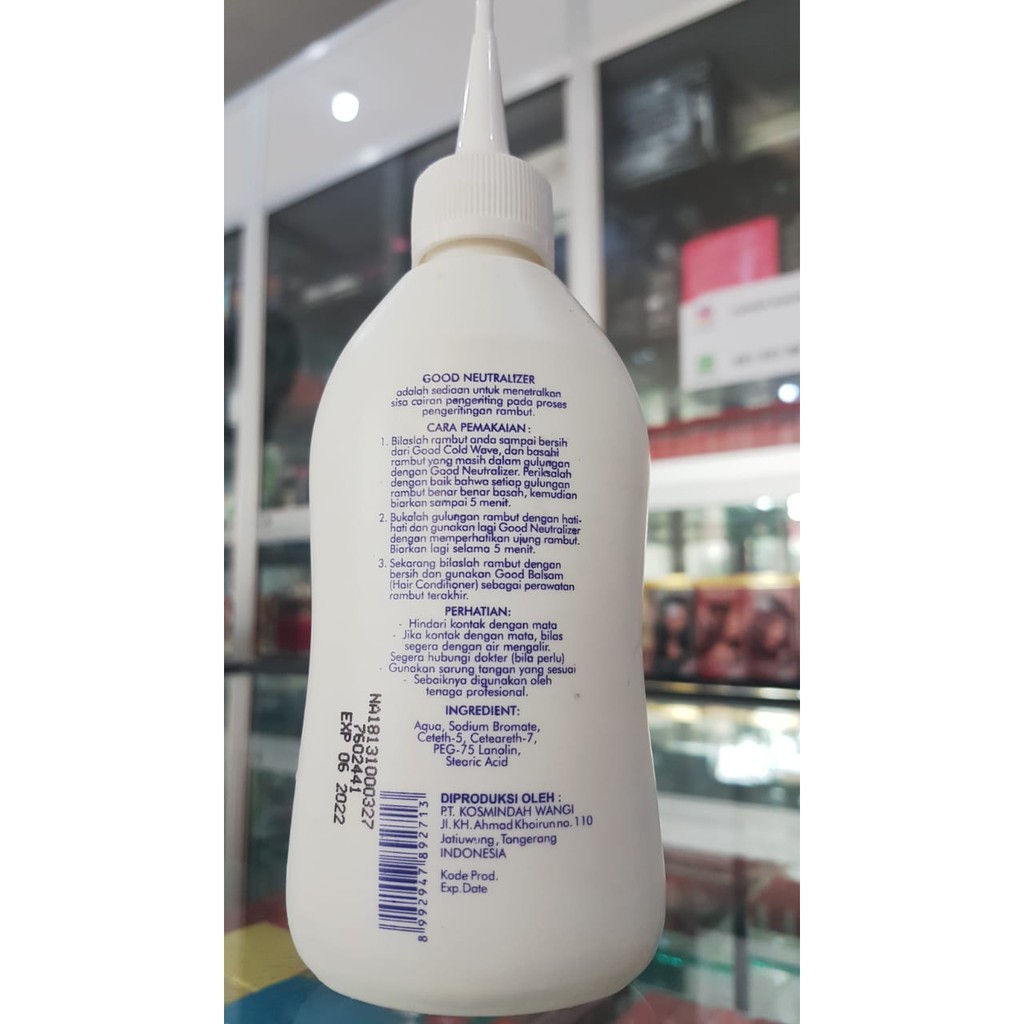 GOOD NEUTRALIZER
adalah sediaan untuk menetralkan
sisa cairan pengeriting pada proses
pengeritingan rambut.
CARA PEMAKAIAN:
1. Bilaslah rambut anda sampai bersih
dari Good Cold Wave, dan basahi
rambut yang masih dalam gulungan
dengan Good Neutralizer. Periksalah
dengan baik bahwa setiap gulungan
rambut benar benar basah, kemudian
biarkan sampai 5 menit.
2. Bukalah gulungan rambut dengan hati-
hati dan gunakan lagi Good Neutralizer
dengan memperhatikan ujung rambut.
Biarkan lagi selama 5 menit.
3. Sekarang bilaslah rambut dengan
bersih dan gunakan Good Balsam
(Hair Conditioner) sebagai perawatan
rambut terakhir.
PERHATIAN:
- Hindari kontak dengan mata
- Jika kontak dengan mata, bilas
segera dengan air mengalir.
Segera hubungi dokter (bila perlu)
- Gunakan sarung tangan yang sesuai
- Sebaiknya digunakan oleh
tenaga profesional.
INGREDIENT:
Aqua, Sodium Bromate,
Ceteth-5, Ceteareth-7,
PEG-75 Lanolin,
Stearic Acid
NA18131000327
7602441
EXP 06 2022
8992947892713
DIPRODUKSI OLEH :
P.T. KOSMINDAH WANGI
Jl. KH. Ahmad Khairun no. 110
Jatiuwung, Tangerang
INDONESIA
Kode Prod.
Exp. Date